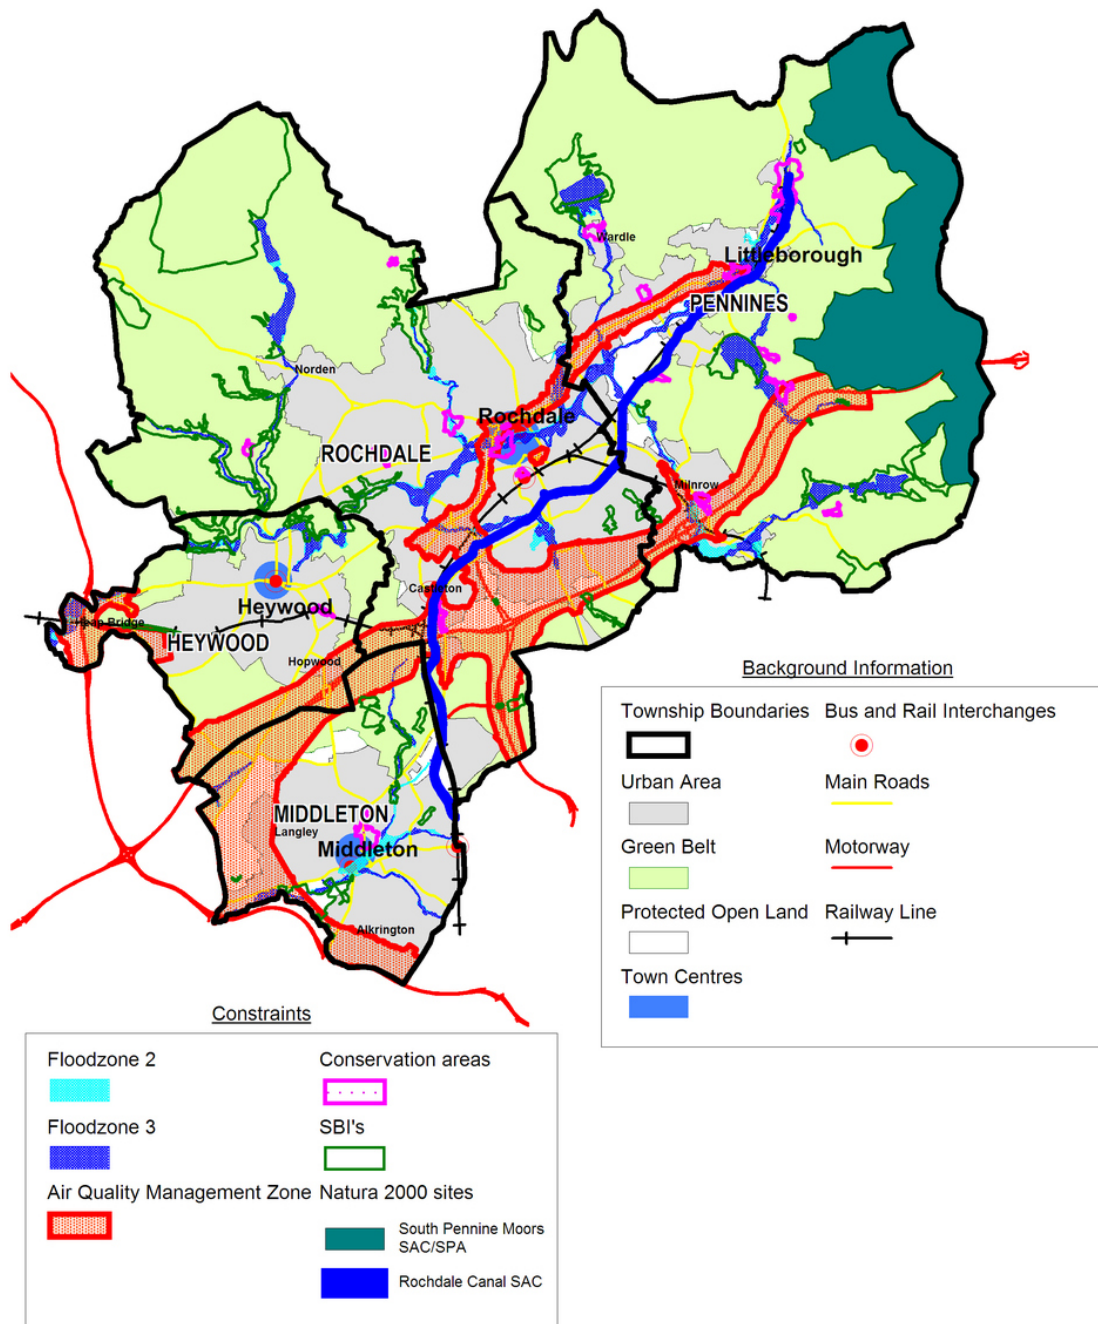 Wardle
Littleborough
PENNINES
Norden
Rochdale
ROCHDALE
Milnrow
Castleton
Heywood
Heap Bridge
HEYWOOD
Hopwood
MIDDLETON
Langley
Middleton
Alkrington
Background Information
Township Boundaries
Bus and Rail Interchanges
Urban Area
Main Roads
Green Belt
Motorway
Protected Open Land
Railway Line
Town Centres
Constraints
Floodzone 2
Conservation areas
Floodzone 3
SBI's
Air Quality Management Zone
Natura 2000 sites
South Pennine Moors
SAC/SPA
Rochdale Canal SAC